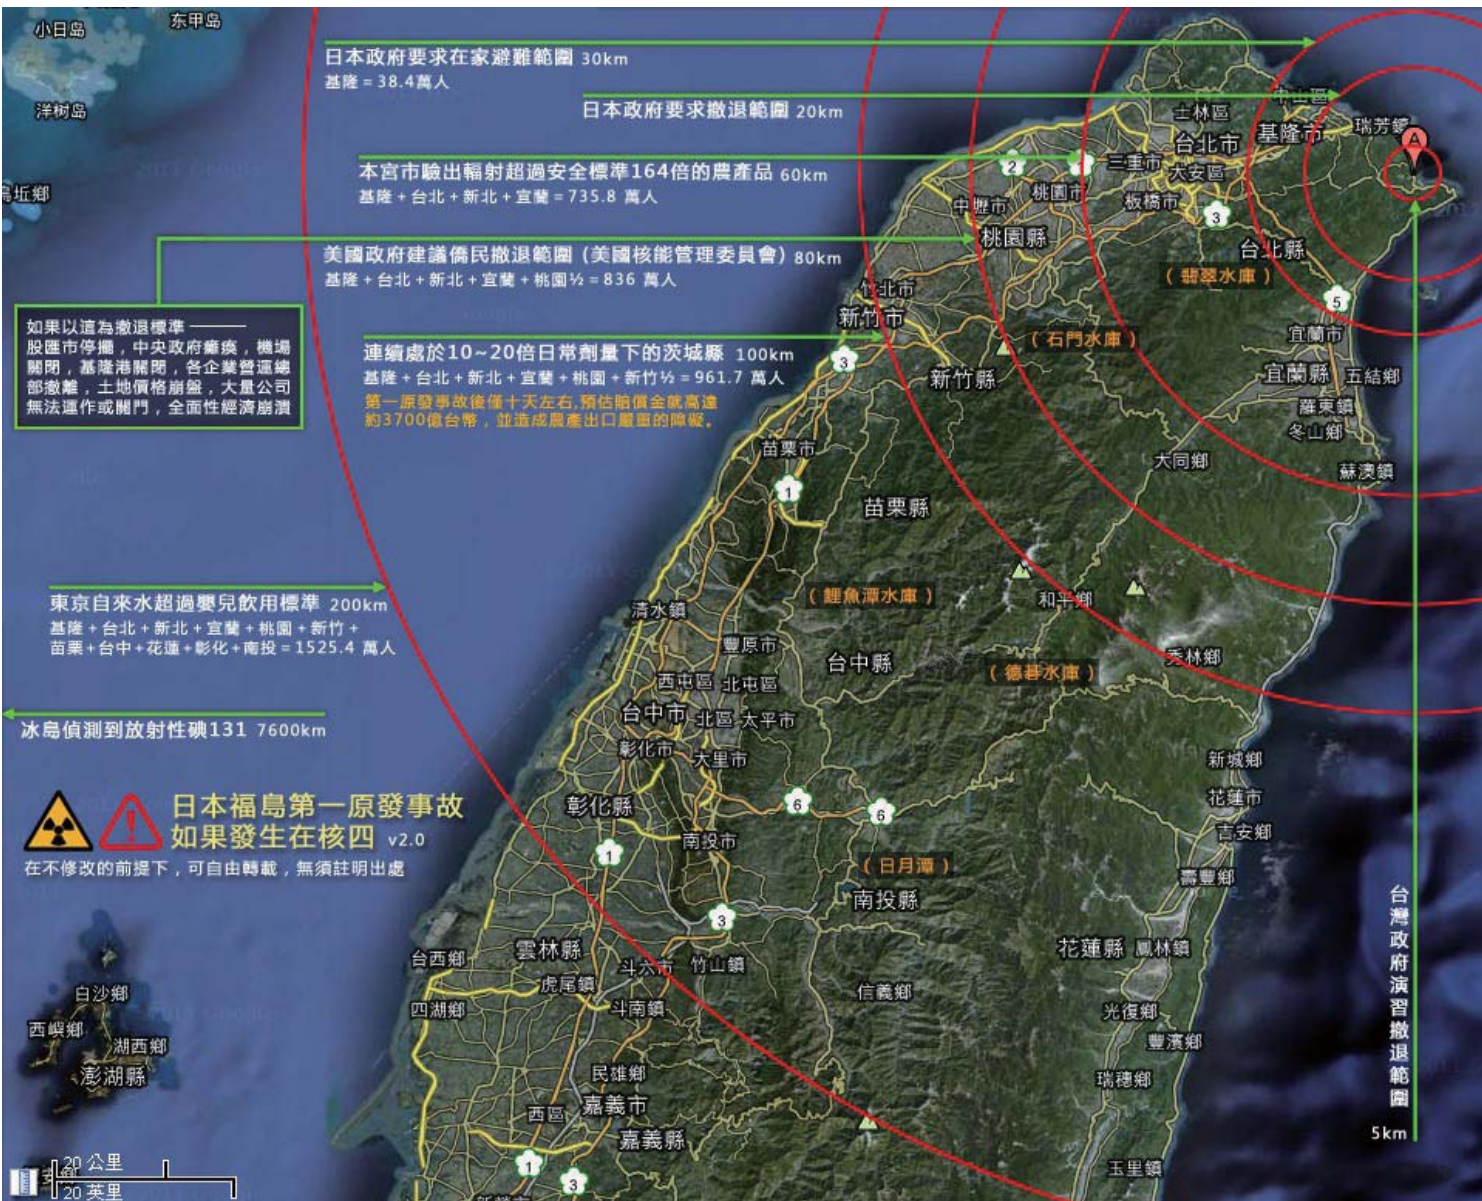 小日岛
东甲岛
洋树岛
日本政府要求在家避難範圍 30km
基隆=38.4萬人
日本政府要求撤退範圍 20km
本宮市驗出輻射超過安全標準164倍的農產品 60km
基隆+台北+新北+宜蘭=735.8 萬人
美國政府建議僑民撤退範圍 (美國核能管理委員會) 80km
基隆+台北+新北+宜蘭+桃園½=836 萬人
如果以這為撤退標準 ———
股匯市停擺，中央政府癱瘓，機場
關閉，基隆港關閉，各企業營運總
部撤離，土地價格崩盤，大量公司
無法運作或關門，全面性經濟崩潰
連續處於10~20倍日常劑量下的茨城縣 100km
基隆+台北+新北+宜蘭+桃園+新竹½=961.7 萬人
第一原發事故後僅十天左右,預估賠償金就高達
約3700億台幣，並造成農產出口嚴重的障礙。
東京自來水超過嬰兒飲用標準 200km
基隆+台北+新北+宜蘭+桃園+新竹+
苗栗+台中+花蓮+彰化+南投=1525.4 萬人
冰島偵測到放射性碘131 7600km
日本福島第一原發事故
如果發生在核四 v2.0
在不修改的前提下，可自由轉載，無須註明出處
台灣政府演習撤退範圍
5km
A
中山區
士林區
瑞芳鎮
台北市
基隆市
三重市
大安區
2
桃園市
板橋市
3
中壢市
桃園縣
台北縣
(翡翠水庫)
5
竹北市
新竹市
宜蘭市
(石門水庫)
3
新竹縣
宜蘭縣
五結鄉
羅東鎮
冬山鄉
苗栗市
大同鄉
蘇澳鎮
1
苗栗縣
(鯉魚潭水庫)
和平鄉
清水鎮
豐原市
台中縣
秀林鄉
(德基水庫)
西屯區
北屯區
台中市
北區
太平市
彰化市
大里市
新城鄉
彰化縣
6
6
花蓮市
吉安鄉
南投市
1
(日月潭)
壽豐鄉
南投縣
3
雲林縣
花蓮縣
鳳林鎮
台西鄉
斗六市
竹山鎮
虎尾鎮
信義鄉
四湖鄉
斗南鎮
光復鄉
豐濱鄉
民雄鄉
瑞穗鄉
西區
嘉義市
嘉義縣
1
3
玉里鎮
白沙鄉
西嶼鄉
湖西鄉
澎湖縣
20 公里
20 英里